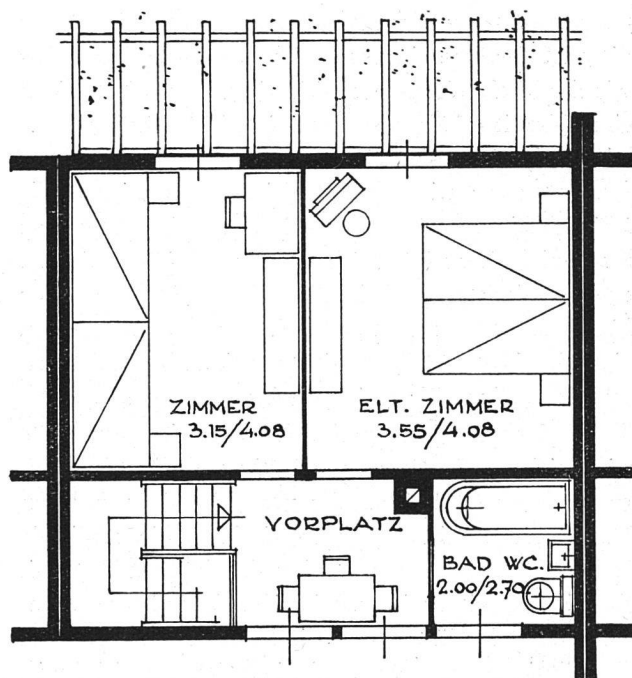 ZIMMER
3.15/4.08
ELT. ZIMMER
3.55/4.08
VORPLATZ
BAD WC.
2.00/2.70